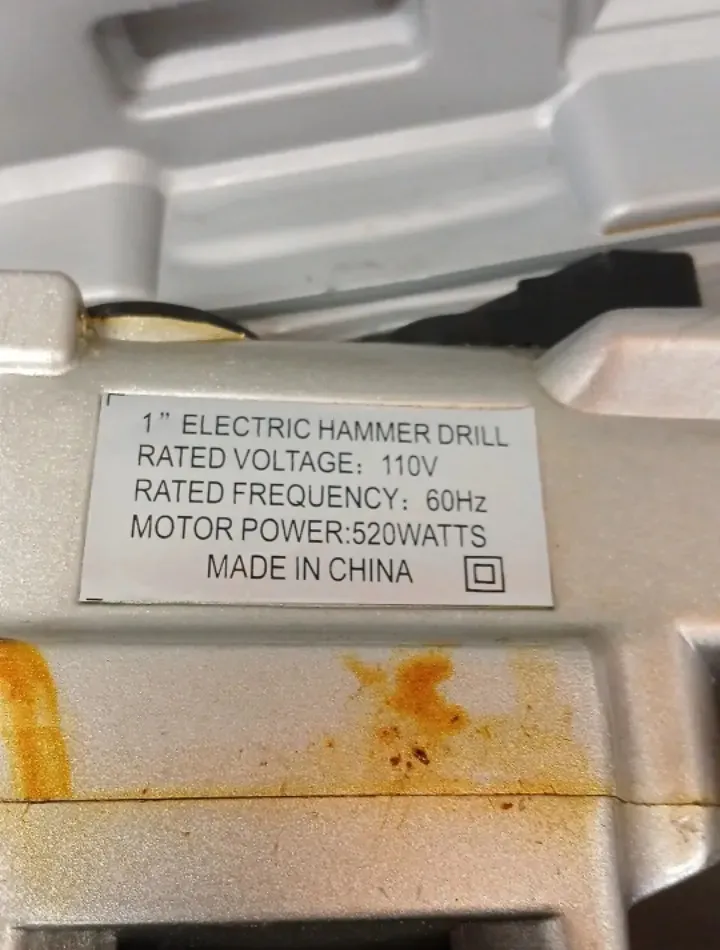 1” ELECTRIC HAMMER DRILL
RATED VOLTAGE: 110V
RATED FREQUENCY: 60Hz
MOTOR POWER:520WATTS
MADE IN CHINA